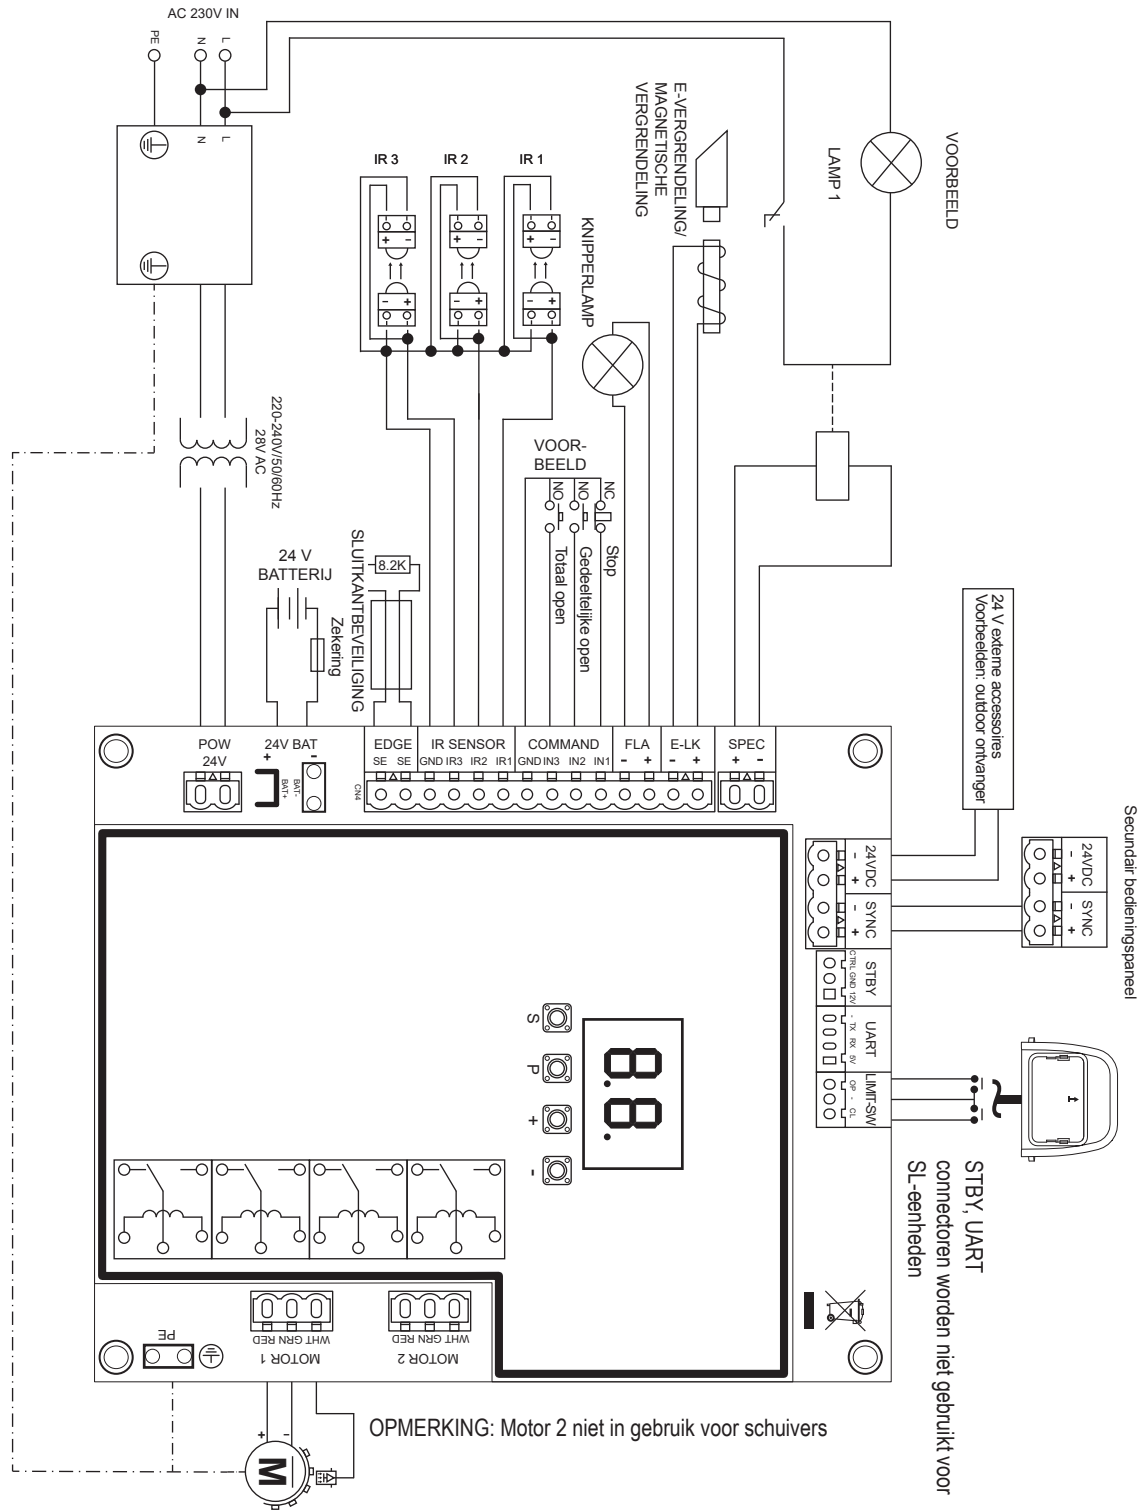 AC 230V IN
PE
N
L
N
L
IR 3
IR 2
IR 1
E-VERGRENDELING/
MAGNETISCHE
VERGRENDELING
KNIPPERLAMP
LAMP 1
VOORBEELD
220-240V/50/60Hz
28V AC
24 V
BATTERIJ
Zekering
SLUITKANTBEVEILIGING
8.2K
VOOR-
BEELD
NO
NO
NC
Totaal open
Gedeeltelijke open
Stop
24 V externe accessoires
Voorbeelden: outdoor ontvanger
Secundair bedieningspaneel
24VDC
SYNC
- + - +
POW
24V
24V BAT
+ -
BAT+
BAT-
EDGE
SE SE
IR SENSOR
GND IR3 IR2 IR1
COMMAND
GND IN3 IN2 IN1
FLA
- +
E-LK
- +
SPEC
+ -
CN4
24VDC
- +
SYNC
- +
STBY
CTRL GND 12V
UART
- TX RX 5V
LIMIT-SW
OP - CL
S
P
+
-
8.8.
STBY, UART
connectoren worden niet gebruikt voor
SL-eenheden
PE
WHT GRN RED
MOTOR 1
WHT GRN RED
MOTOR 2
OPMERKING: Motor 2 niet in gebruik voor schuivers
+ -
M